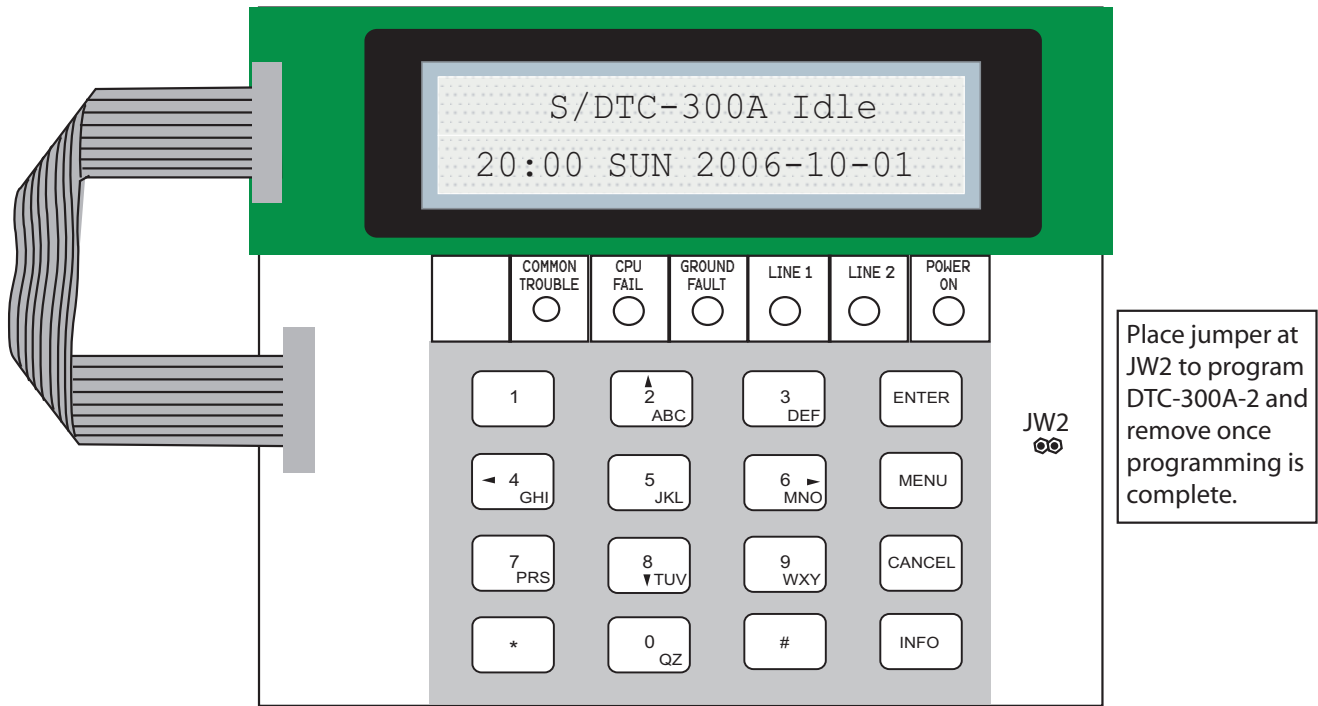 S/DTC-300A Idle
20:00 SUN 2006-10-01
COMMON
TROUBLE
CPU
FAIL
GROUND
FAULT
LINE 1
LINE 2
POWER
ON
1
2
ABC
3
DEF
ENTER
4
GHI
5
JKL
6
MNO
MENU
7
PRS
8
TUV
9
WXY
CANCEL
*
0
QZ
#
INFO
JW2
Place jumper at
JW2 to program
DTC-300A-2 and
remove once
programming is
complete.